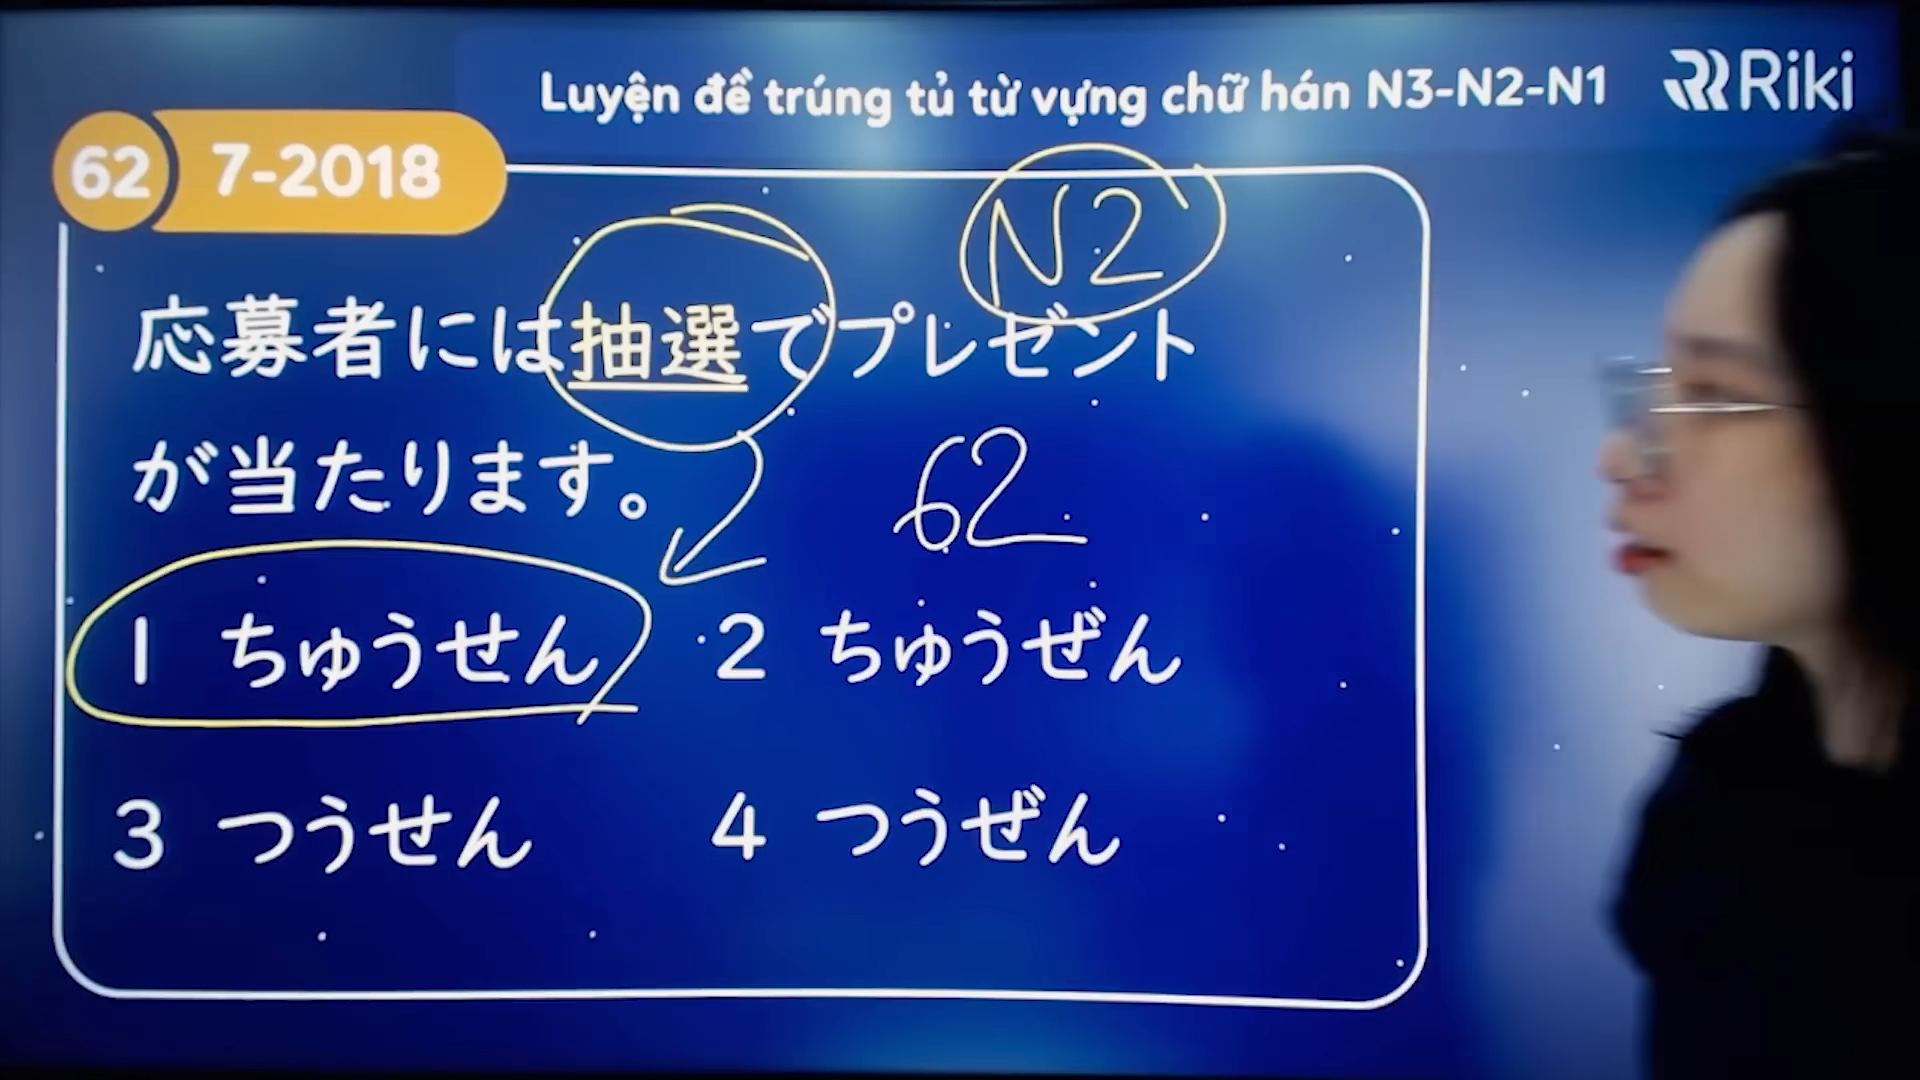 Luyện đề trúng tủ từ vựng chữ hán N3-N2-N1
Riki
62 7-2018
N2
応募者には抽選でプレゼント
が当たります。
62
1 ちゅうせん
2 ちゅうぜん
3 つうせん
4 つうぜん